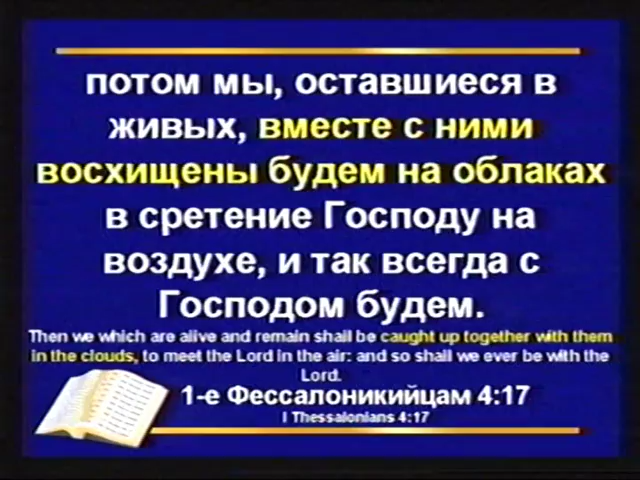 потом мы, оставшиеся в
живых, вместе с ними
восхищены будем на облаках
в сретение Господу на
воздухе, и так всегда с
Господом будем.
Then we which are alive and remain shall be caught up together with them
in the clouds, to meet the Lord in the air: and so shall we ever be with the
Lord.
1-е Фессалоникийцам 4:17
I Thessalonians 4:17